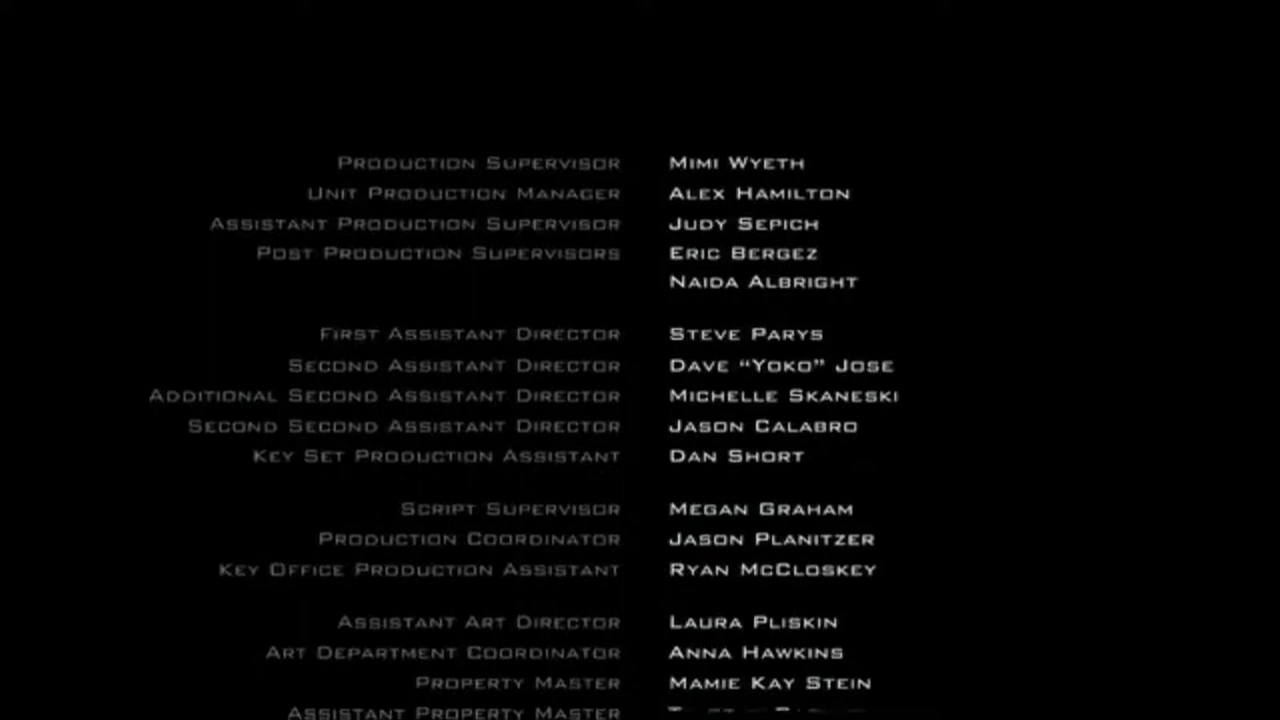 Production Supervisor Mimi Wyeth
Unit Production Manager Alex Hamilton
Assistant Production Supervisor Judy Sepich
Post Production Supervisors Eric Bergez
Naida Albright
First Assistant Director Steve Parys
Second Assistant Director Dave “Yoko” Jose
Additional Second Assistant Director Michelle Skaneski
Second Second Assistant Director Jason Calabro
Key Set Production Assistant Dan Short
Script Supervisor Megan Graham
Production Coordinator Jason Planitzer
Key Office Production Assistant Ryan McCloskey
Assistant Art Director Laura Pliskin
Art Department Coordinator Anna Hawkins
Property Master Mamie Kay Stein
Assistant Property Master